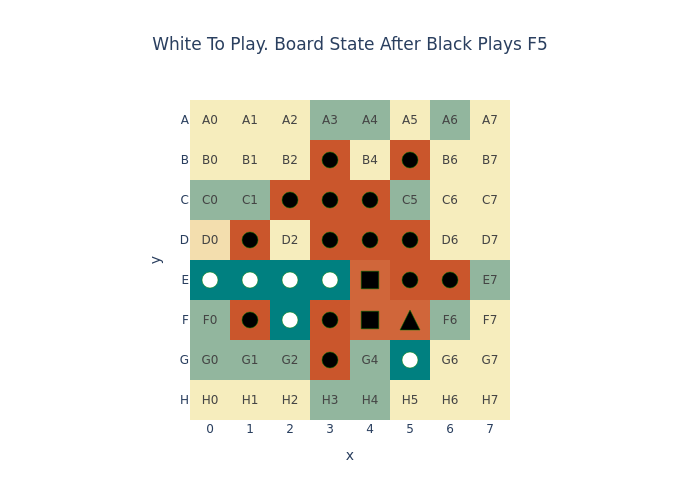 White To Play. Board State After Black Plays F5
A A0 A1 A2 A3 A4 A5 A6 A7
B B0 B1 B2 B4 B6 B7
C C0 C1 C5 C6 C7
D D0 D2 D6 D7
y
E E7
F F0 F6 F7
G G0 G1 G2 G4 G6 G7
H H0 H1 H2 H3 H4 H5 H6 H7
0 1 2 3 4 5 6 7
x